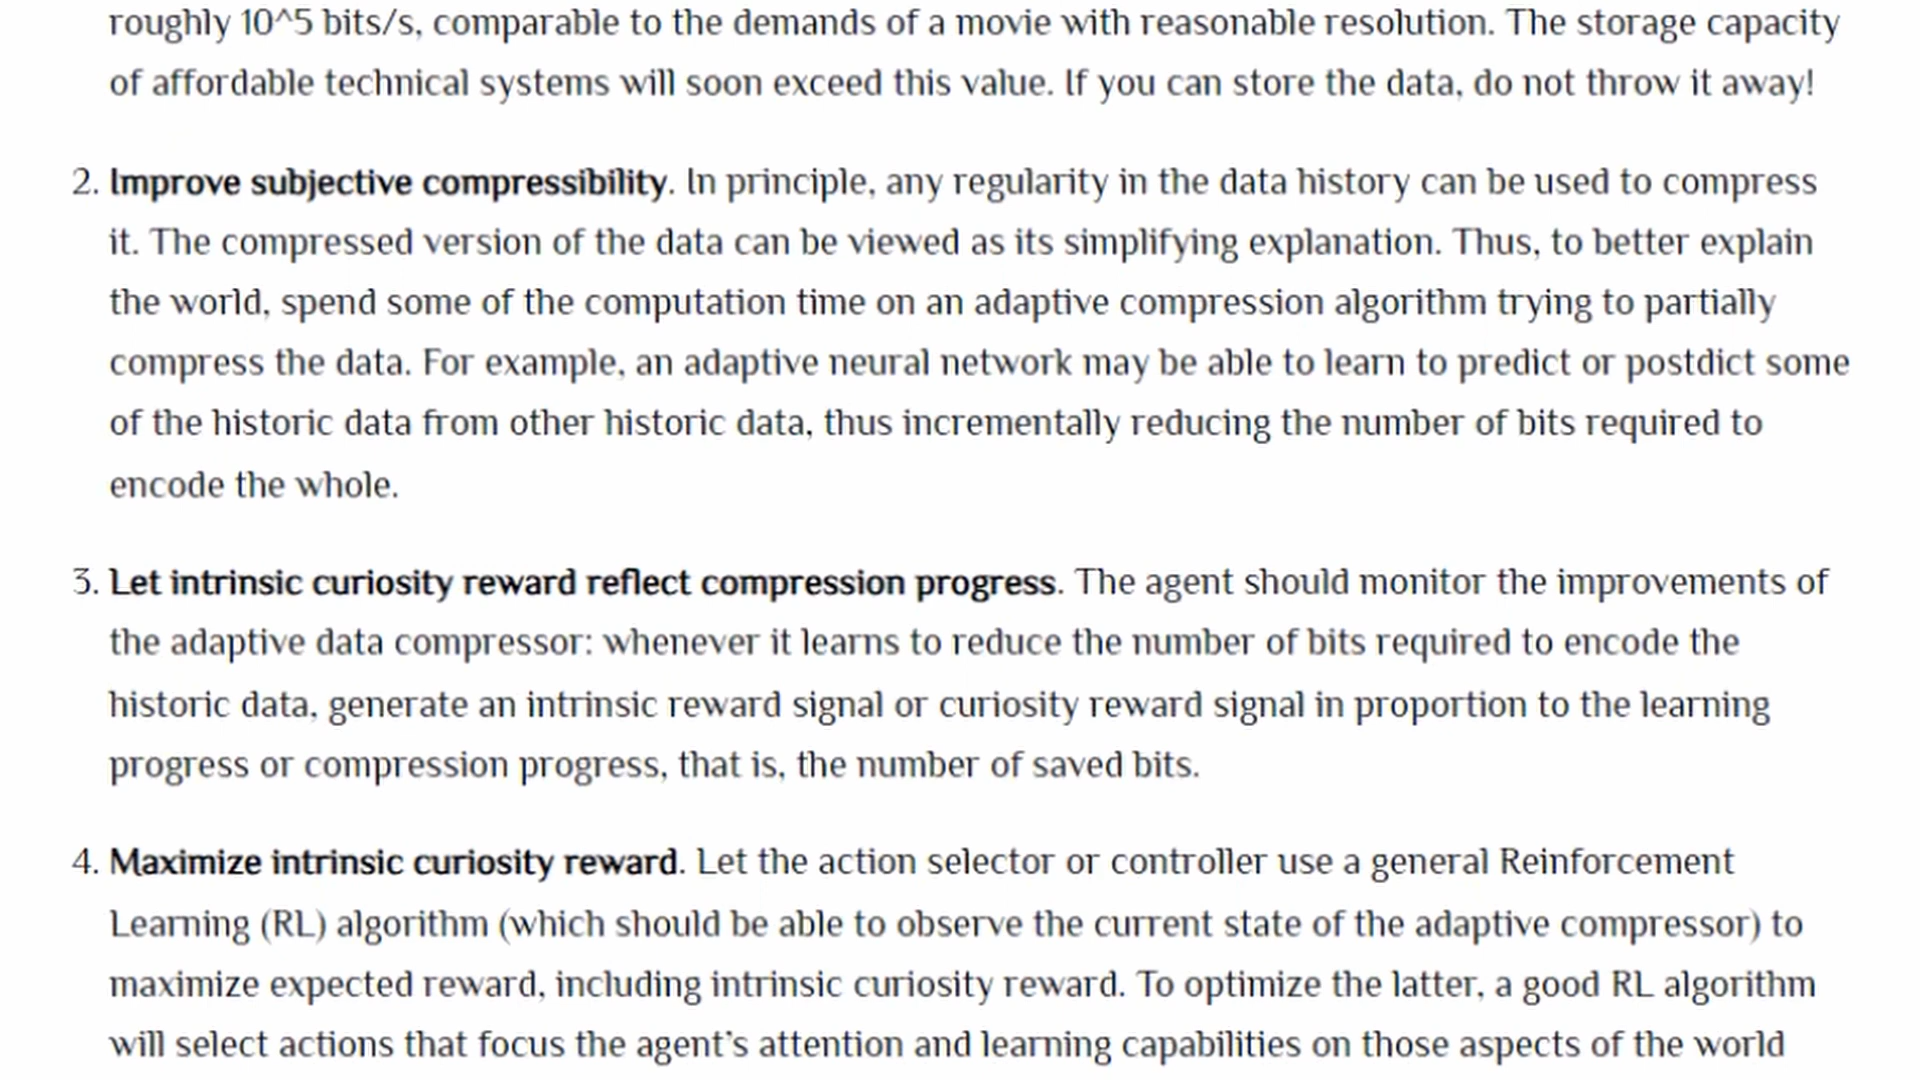 roughly 10^5 bits/s, comparable to the demands of a movie with reasonable resolution. The storage capacity
of affordable technical systems will soon exceed this value. If you can store the data, do not throw it away!
2. Improve subjective compressibility. In principle, any regularity in the data history can be used to compress
it. The compressed version of the data can be viewed as its simplifying explanation. Thus, to better explain
the world, spend some of the computation time on an adaptive compression algorithm trying to partially
compress the data. For example, an adaptive neural network may be able to learn to predict or postdict some
of the historic data from other historic data, thus incrementally reducing the number of bits required to
encode the whole.
3. Let intrinsic curiosity reward reflect compression progress. The agent should monitor the improvements of
the adaptive data compressor: whenever it learns to reduce the number of bits required to encode the
historic data, generate an intrinsic reward signal or curiosity reward signal in proportion to the learning
progress or compression progress, that is, the number of saved bits.
4. Maximize intrinsic curiosity reward. Let the action selector or controller use a general Reinforcement
Learning (RL) algorithm (which should be able to observe the current state of the adaptive compressor) to
maximize expected reward, including intrinsic curiosity reward. To optimize the latter, a good RL algorithm
will select actions that focus the agent's attention and learning capabilities on those aspects of the world